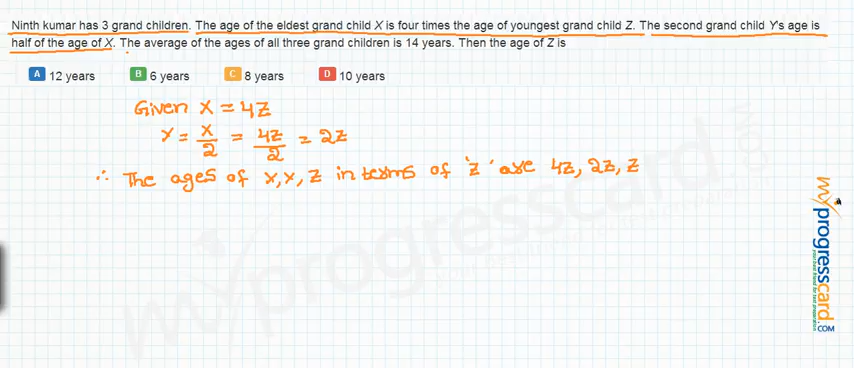 Ninth kumar has 3 grand children. The age of the eldest grand child X is four times the age of youngest grand child Z. The second grand child Y's age is
half of the age of X. The average of the ages of all three grand children is 14 years. Then the age of Z is
A 12 years B 6 years C 8 years D 10 years
Given X = 4Z
Y = X/2 = 4Z/2 = 2Z
∴ The ages of X, Y, Z in terms of 'Z' are 4Z, 2Z, Z
myprogresscard
.COM